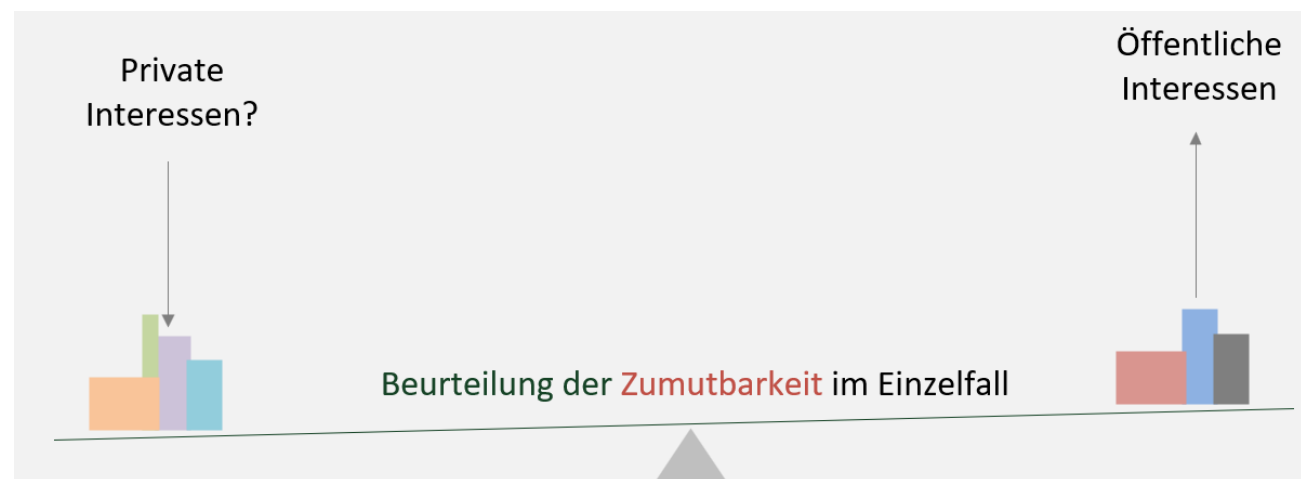 Private
Interessen?
Öffentliche
Interessen
Beurteilung der Zumutbarkeit im Einzelfall